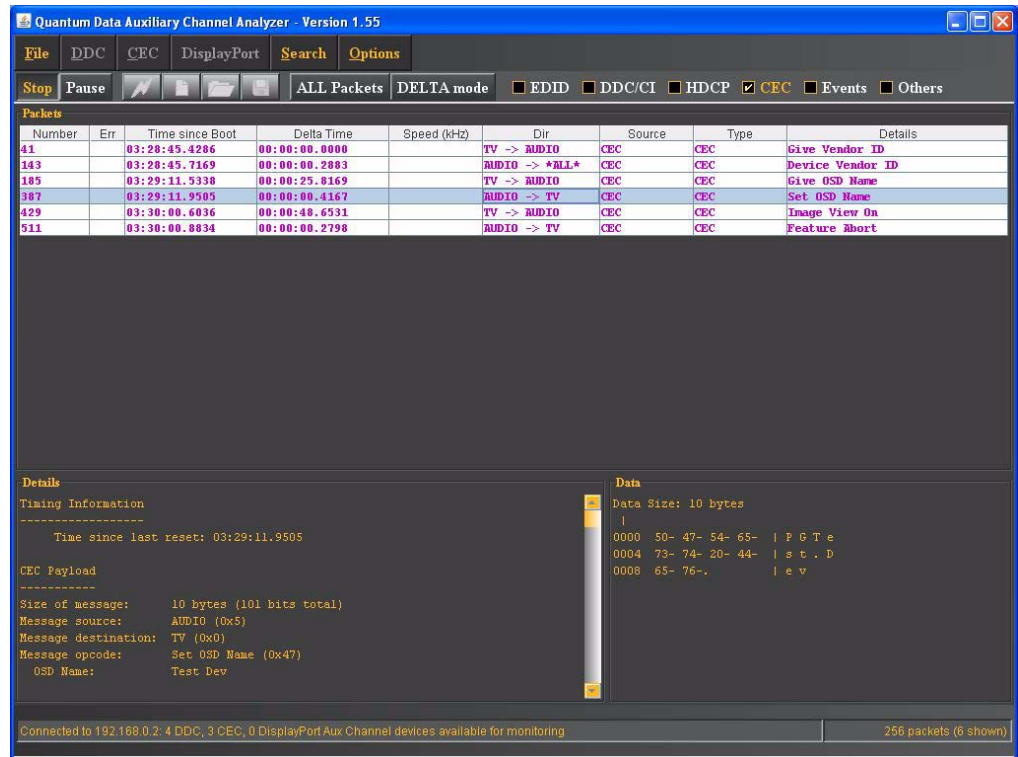 Quantum Data Auxiliary Channel Analyzer - Version 1.55
File DDC CEC DisplayPort Search Options
Stop Pause ALL Packets DELTA mode EDID DDC/CI HDCP CEC Events Others
Packets
Number Err Time since Boot Delta Time Speed (kHz) Dir Source Type Details
41 03:28:45.4286 00:00:00.0000 TV -> AUDIO CEC CEC Give Vendor ID
143 03:28:45.7169 00:00:00.2883 AUDIO -> *ALL* CEC CEC Device Vendor ID
185 03:29:11.5338 00:00:25.8169 TV -> AUDIO CEC CEC Give OSD Name
387 03:29:11.9505 00:00:00.4167 AUDIO -> TV CEC CEC Set OSD Name
429 03:30:00.6036 00:00:48.6531 TV -> AUDIO CEC CEC Image View On
511 03:30:00.8834 00:00:00.2798 AUDIO -> TV CEC CEC Feature Abort
Details
Timing Information
------------------
Time since last reset: 03:29:11.9505
CEC Payload
-----------
Size of message: 10 bytes (101 bits total)
Message source: AUDIO (0x5)
Message destination: TV (0x0)
Message opcode: Set OSD Name (0x47)
OSD Name: Test Dev
Data
Data Size: 10 bytes
|
0000 50- 47- 54- 65- | P G T e
0004 73- 74- 20- 44- | s t . D
0008 65- 76-. | e v
Connected to 192.168.0.2: 4 DDC, 3 CEC, 0 DisplayPort Aux Channel devices available for monitoring
256 packets (6 shown)